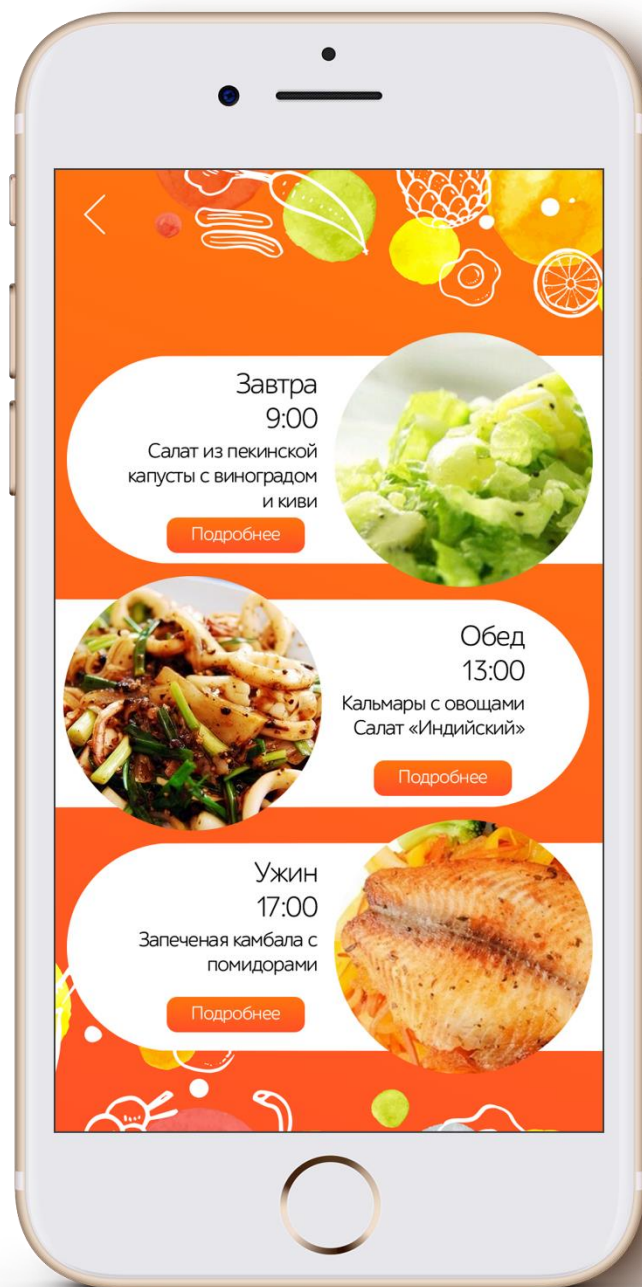 Завтра
9:00
Салат из пекинской
капусты с виноградом
и киви
Подробнее
Обед
13:00
Кальмары с овощами
Салат «Индийский»
Подробнее
Ужин
17:00
Запеченая камбала с
помидорами
Подробнее